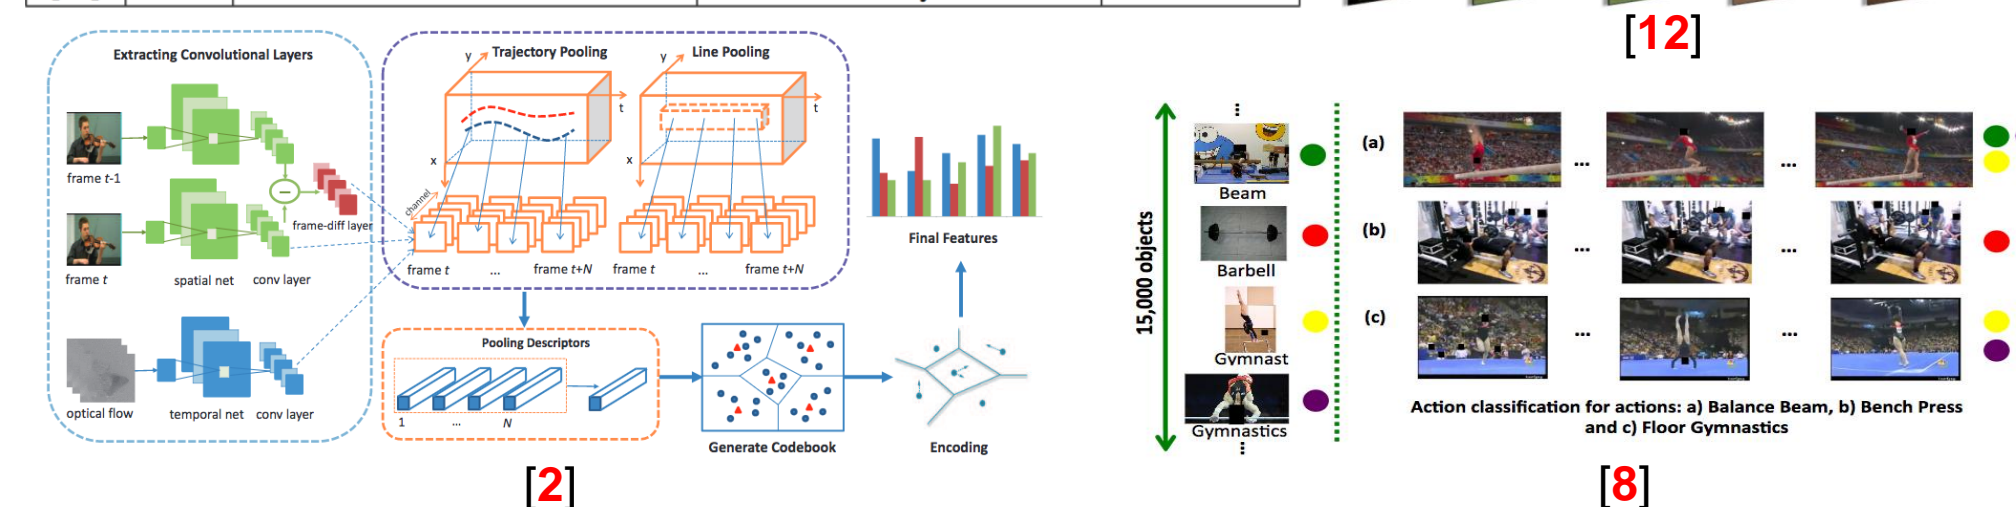 [12]
Extracting Convolutional Layers
frame t-1
frame t
spatial net
conv layer
frame-diff layer
optical flow
temporal net
conv layer
Trajectory Pooling
Line Pooling
y
t
x
y
t
x
channel
frame t
...
frame t+N
frame t
...
frame t+N
Pooling Descriptors
1
...
N
Generate Codebook
Encoding
Final Features
[2]
15,000 objects
Beam
Barbell
Gymnast
Gymnastics
(a)
...
...
(b)
...
...
(c)
...
...
Action classification for actions: a) Balance Beam, b) Bench Press
and c) Floor Gymnastics
[8]